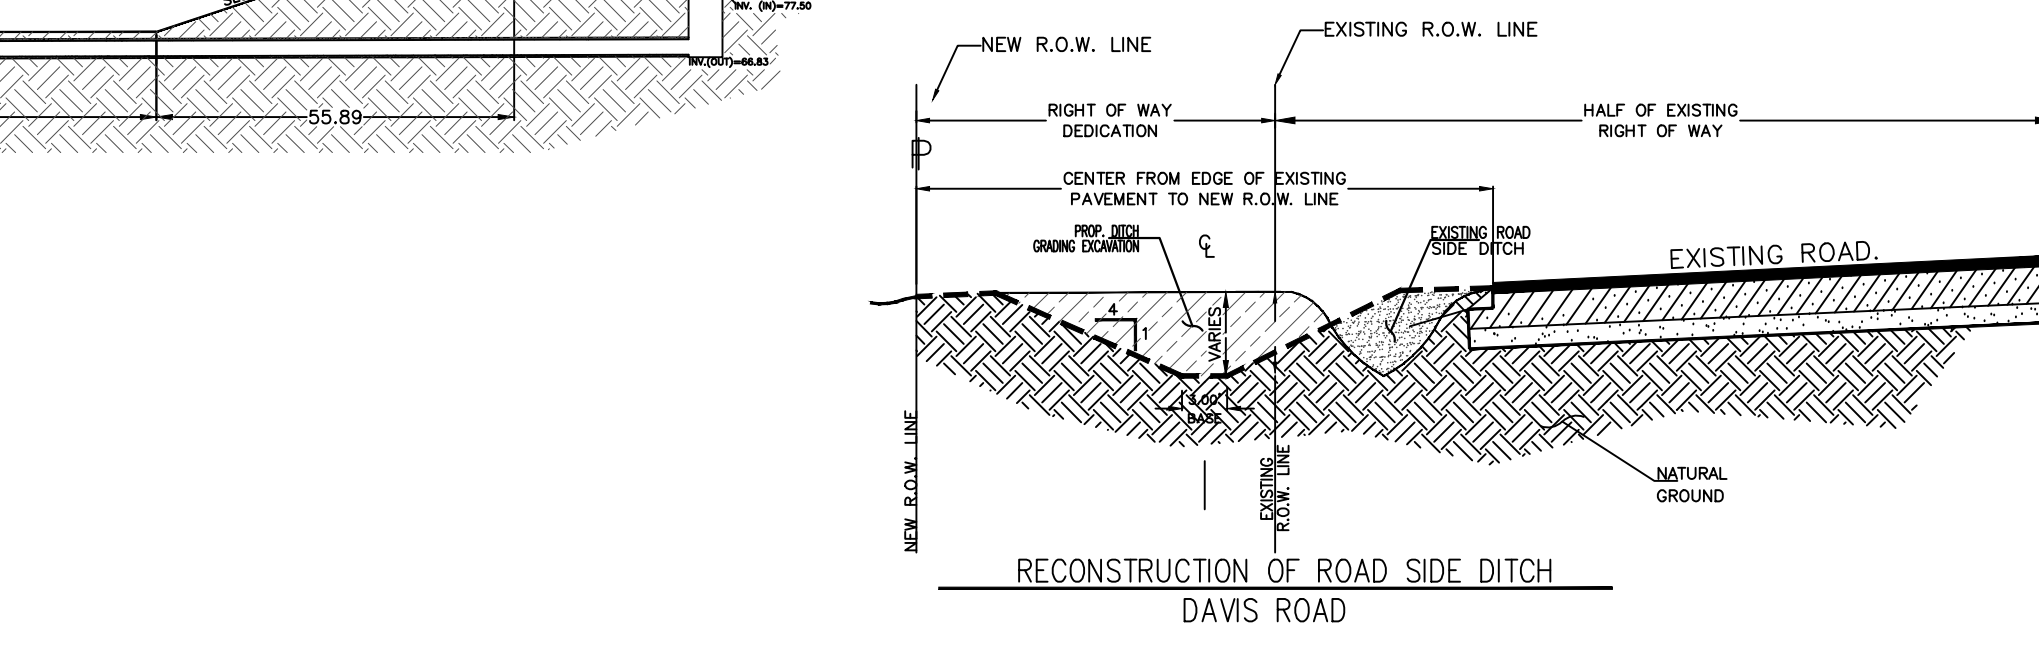 INV. (IN)=77.50
INV.(OUT)=66.83
55.89
NEW R.O.W. LINE
EXISTING R.O.W. LINE
RIGHT OF WAY
DEDICATION
HALF OF EXISTING
RIGHT OF WAY
CENTER FROM EDGE OF EXISTING
PAVEMENT TO NEW R.O.W. LINE
PROP. DITCH
GRADING EXCAVATION
EXISTING ROAD
SIDE DITCH
EXISTING ROAD.
4
1
VARIES
3.00'
BASE
NEW R.O.W. LINE
EXISTING
R.O.W. LINE
NATURAL
GROUND
RECONSTRUCTION OF ROAD SIDE DITCH
DAVIS ROAD